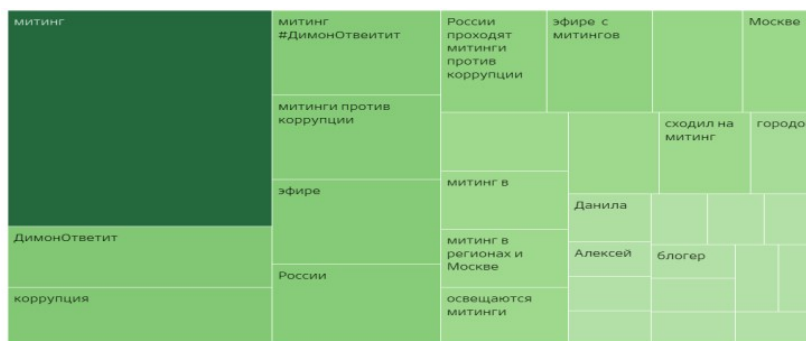 митинг
ДимонОтветит
коррупция
митинг
#ДимонОтвеитит
митинги против
коррупции
эфире
России
России
проходят
митинги
против
коррупции
эфире с
митингов
Москве
митинг в
митинг в
регионах и
Москве
освещаются
митинги
сходил на
митинг
городо
Данила
Алексей
блогер